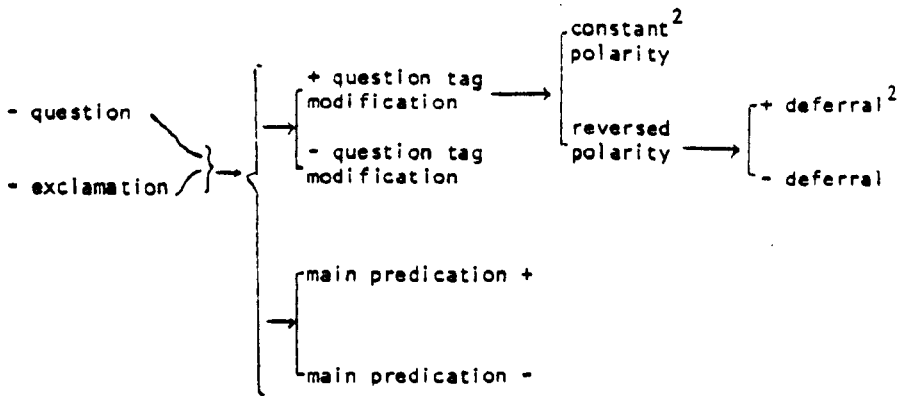 constant²
polarity
+ question tag
modification
- question
+ deferral²
reversed
polarity
- question tag
modification
- exclamation
- deferral
main predication +
main predication -